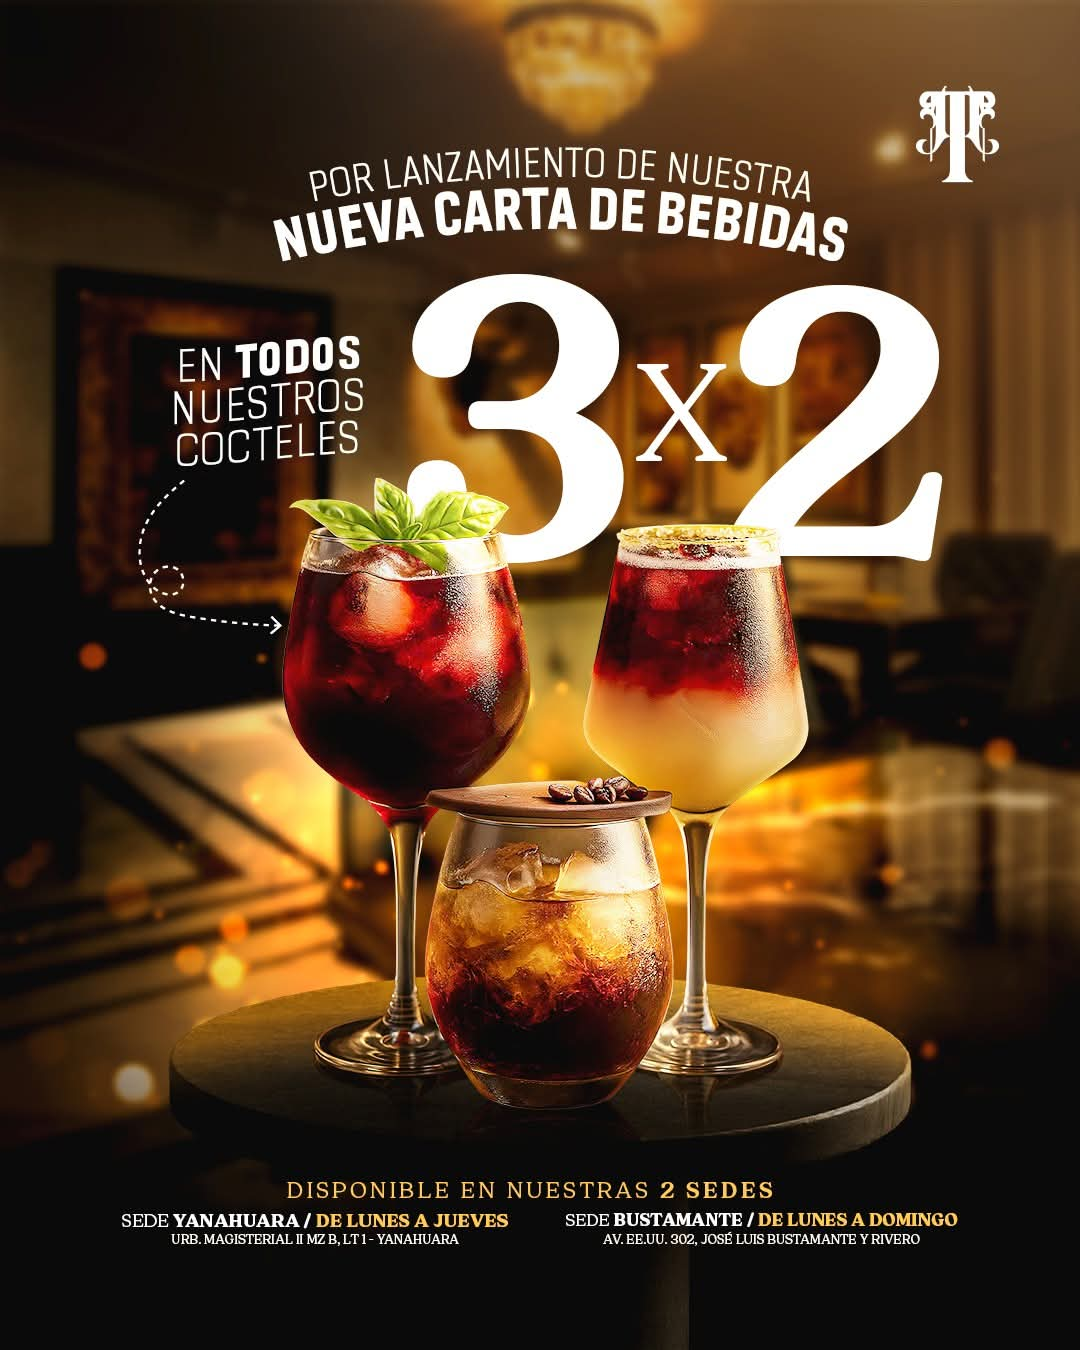 POR LANZAMIENTO DE NUESTRA
NUEVA CARTA DE BEBIDAS
3x2
EN TODOS
NUESTROS
COCTELES
DISPONIBLE EN NUESTRAS 2 SEDES
SEDE YANAHUARA / DE LUNES A JUEVES
URB. MAGISTERIAL II MZ B, LT 1 - YANAHUARA
SEDE BUSTAMANTE / DE LUNES A DOMINGO
AV. EE.UU. 302, JOSÉ LUIS BUSTAMANTE Y RIVERO